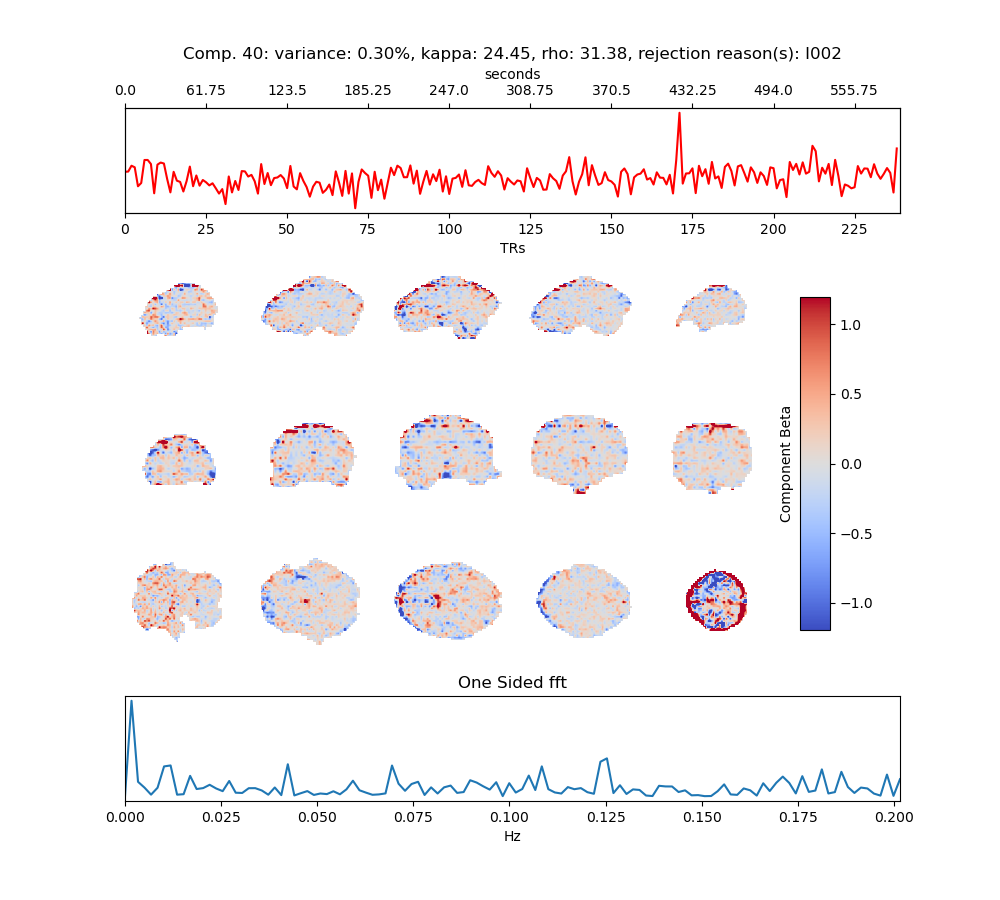 Comp. 40: variance: 0.30%, kappa: 24.45, rho: 31.38, rejection reason(s): I002
seconds
0.0 61.75 123.5 185.25 247.0 308.75 370.5 432.25 494.0 555.75
0 25 50 75 100 125 150 175 200 225
TRs
1.0
0.5
0.0
−0.5
−1.0
Component Beta
One Sided fft
0.000 0.025 0.050 0.075 0.100 0.125 0.150 0.175 0.200
Hz